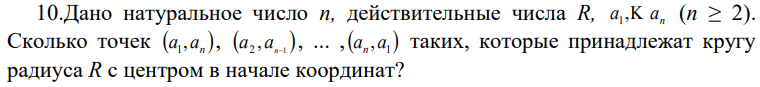 10.Дано натуральное число n, действительные числа R, a₁,K aₙ (n ≥ 2).
Сколько точек (a₁,aₙ), (a₂,aₙ₋₁), ... ,(aₙ,a₁) таких, которые принадлежат кругу
радиуса R с центром в начале координат?